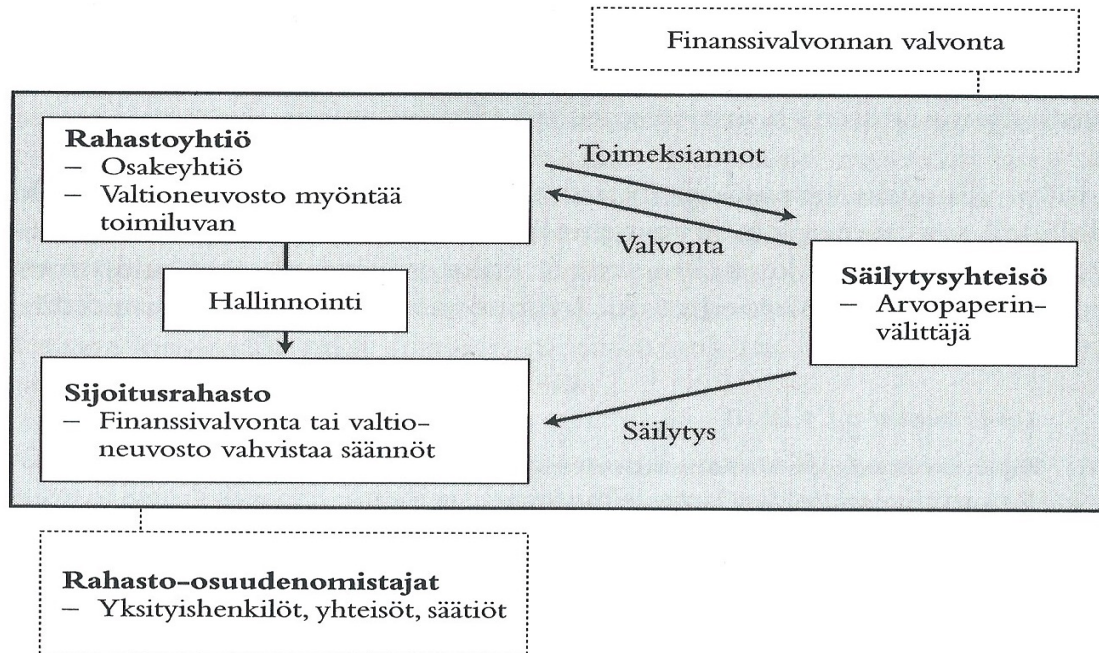 Finanssivalvonnan valvonta
Rahastoyhtiö
– Osakeyhtiö
– Valtioneuvosto myöntää
toimiluvan
Toimeksiannot
Valvonta
Hallinnointi
Säilytysyhteisö
– Arvopaperin-
välittäjä
Sijoitusrahasto
– Finanssivalvonta tai valtio-
neuvosto vahvistaa säännöt
Säilytys
Rahasto-osuudenomistajat
– Yksityishenkilöt, yhteisöt, säätiöt